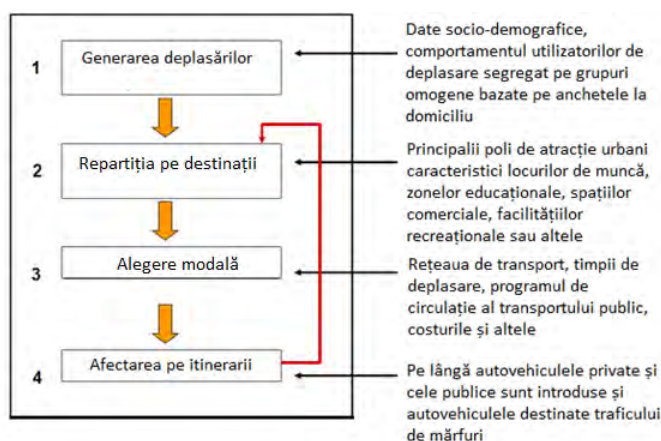 1
Generarea deplasărilor
Date socio-demografice,
comportamentul utilizatorilor de
deplasare segregat pe grupuri
omogene bazate pe anchetele la
domiciliu
2
Repartiția pe destinații
Principalii poli de atracție urbani
caracteristici locurilor de muncă,
zonelor educaționale, spațiilor
comerciale, facilitățiilor
recreaționale sau altele
3
Alegere modală
Rețeaua de transport, timpii de
deplasare, programul de
circulație al transportului public,
costurile și altele
4
Afectarea pe itinerarii
Pe lângă autovehiculele private și
cele publice sunt introduse și
autovehiculele destinate traficului
de mărfuri